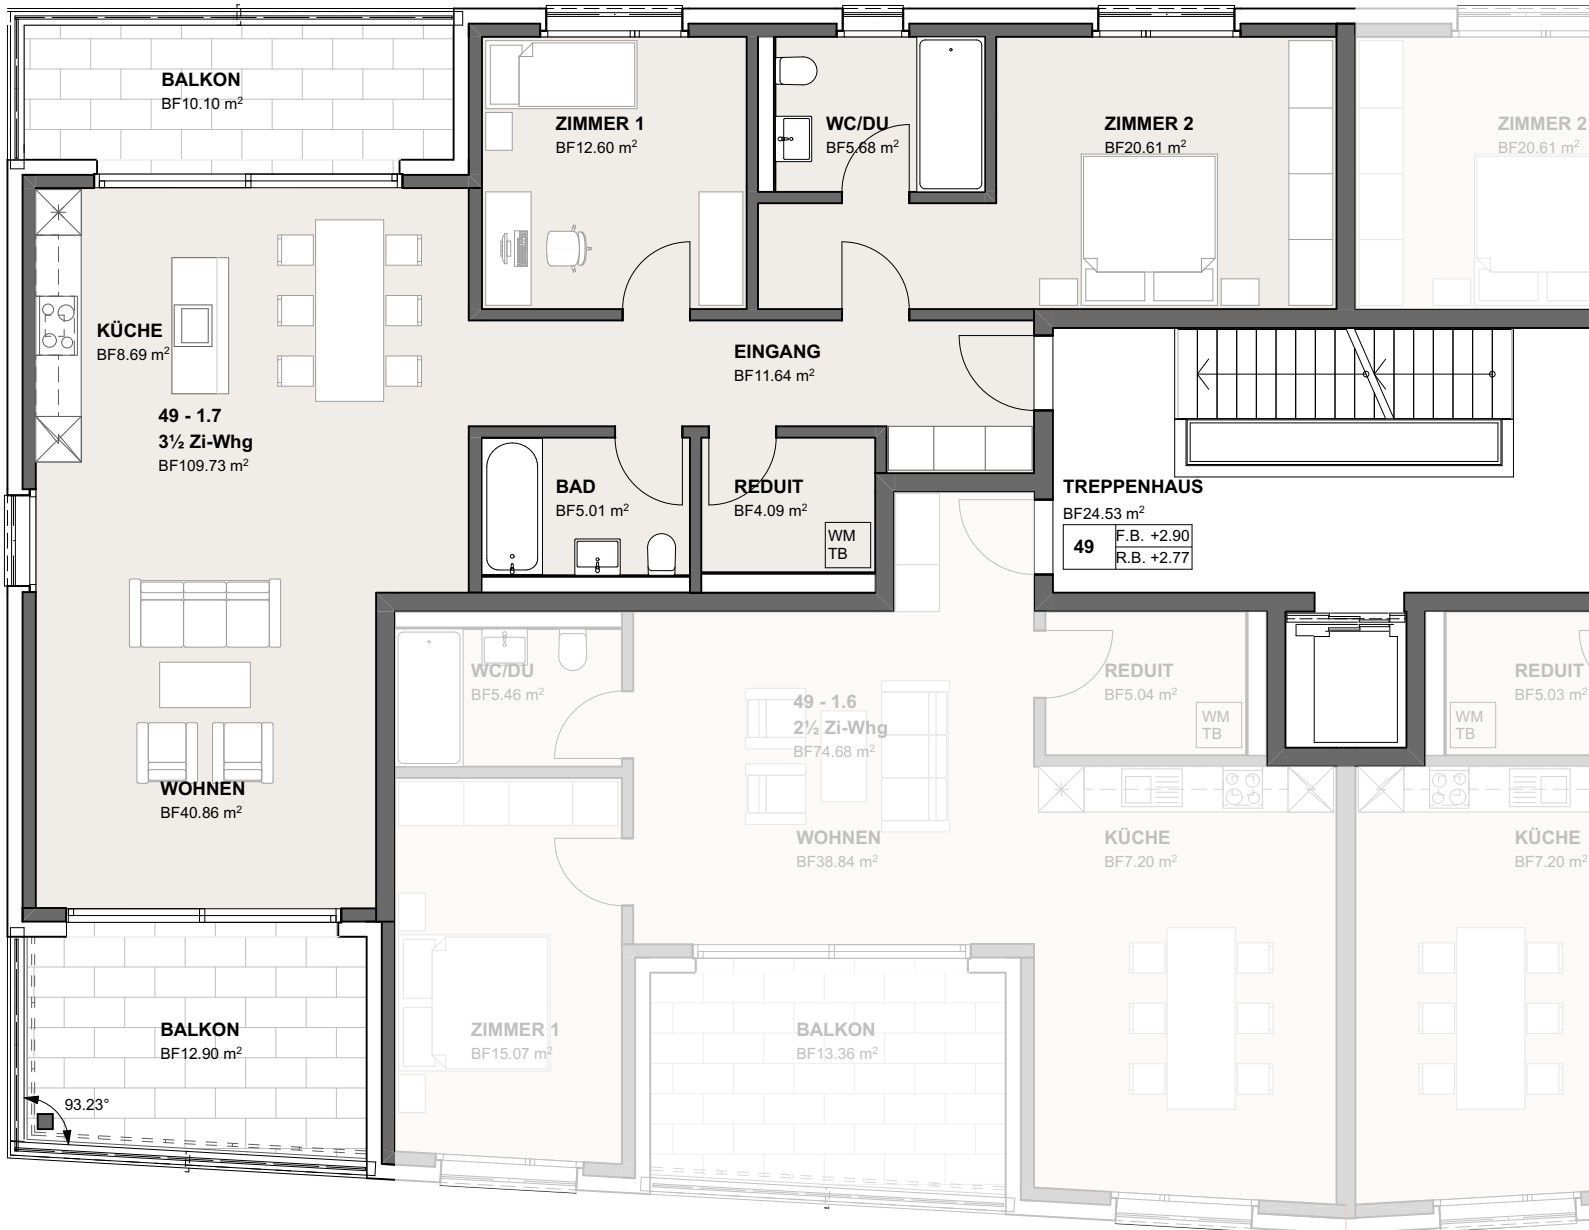 BALKON
BF10.10 m²
ZIMMER 1
BF12.60 m²
WC/DU
BF5.68 m²
ZIMMER 2
BF20.61 m²
ZIMMER 2
BF20.61 m²
KÜCHE
BF8.69 m²
EINGANG
BF11.64 m²
49 - 1.7
3½ Zi-Whg
BF109.73 m²
BAD
BF5.01 m²
REDUIT
BF4.09 m²
WM
TB
TREPPENHAUS
BF24.53 m²
49
F.B. +2.90
R.B. +2.77
WC/DU
BF5.46 m²
49 - 1.6
2½ Zi-Whg
BF74.68 m²
REDUIT
BF5.04 m²
WM
TB
REDUIT
BF5.03 m²
WM
TB
WOHNEN
BF40.86 m²
WOHNEN
BF38.84 m²
KÜCHE
BF7.20 m²
KÜCHE
BF7.20 m²
BALKON
BF12.90 m²
ZIMMER 1
BF15.07 m²
BALKON
BF13.36 m²
93.23°